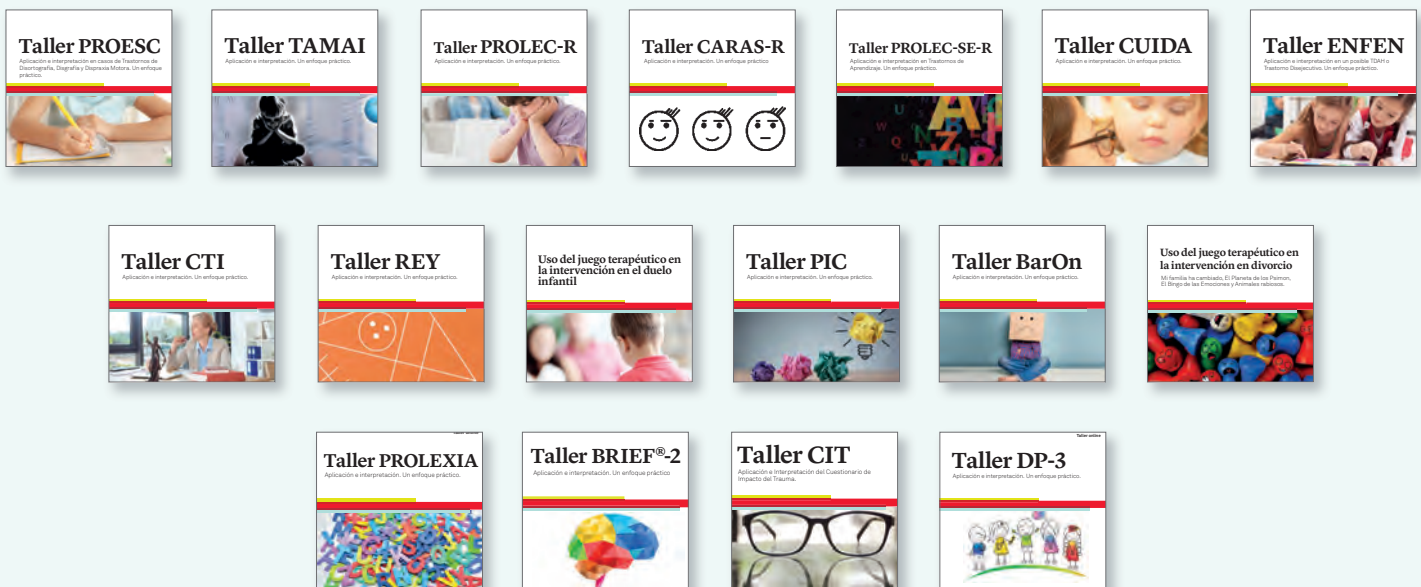 Taller PROESC
Aplicación e interpretación en casos de Trastornos de
Disortografía, Disgrafía y Dispraxia Motora. Un enfoque
práctico.
Taller TAMAI
Aplicación e interpretación. Un enfoque práctico.
Taller PROLEC-R
Aplicación e interpretación. Un enfoque práctico.
Taller CARAS-R
Aplicación e interpretación. Un enfoque práctico
Taller PROLEC-SE-R
Aplicación e interpretación en Trastornos de
Aprendizaje. Un enfoque práctico.
Taller CUIDA
Aplicación e interpretación. Un enfoque práctico.
Taller ENFEN
Aplicación e interpretación en un posible TDAH o
Trastorno Disejecutivo. Un enfoque práctico.
Taller CTI
Aplicación e interpretación. Un enfoque práctico.
Taller REY
Aplicación e interpretación. Un enfoque práctico.
Uso del juego terapéutico en
la intervención en el duelo
infantil
Taller PIC
Aplicación e interpretación. Un enfoque práctico.
Taller BarOn
Aplicación e interpretación. Un enfoque práctico.
Uso del juego terapéutico en
la intervención en divorcio
Mi familia ha cambiado, El Planeta de los Psimon,
El Bingo de las Emociones y Animales rabiosos.
Taller PROLEXIA
Aplicación e interpretación. Un enfoque práctico.
Taller BRIEF®-2
Aplicación e interpretación. Un enfoque práctico
Taller CIT
Aplicación e Interpretación del Cuestionario de
Impacto del Trauma.
Taller online
Taller DP-3
Aplicación e interpretación. Un enfoque práctico.